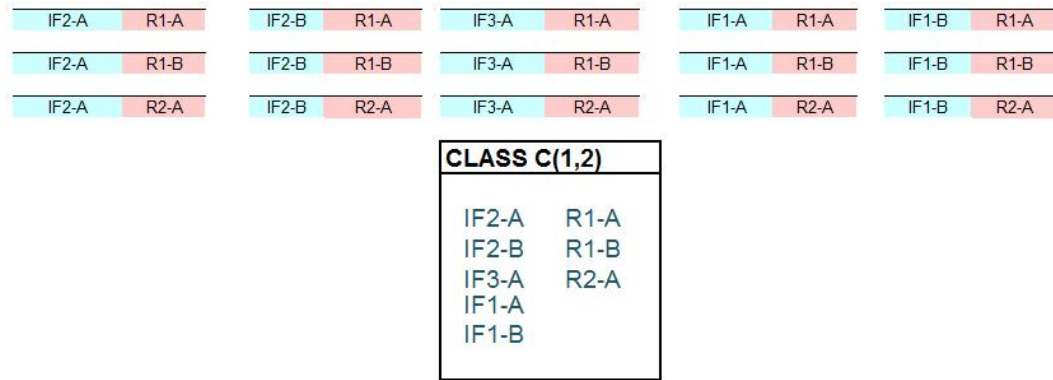 IF2-A R1-A IF2-B R1-A IF3-A R1-A IF1-A R1-A IF1-B R1-A
IF2-A R1-B IF2-B R1-B IF3-A R1-B IF1-A R1-B IF1-B R1-B
IF2-A R2-A IF2-B R2-A IF3-A R2-A IF1-A R2-A IF1-B R2-A
CLASS C(1,2)
IF2-A R1-A
IF2-B R1-B
IF3-A R2-A
IF1-A
IF1-B